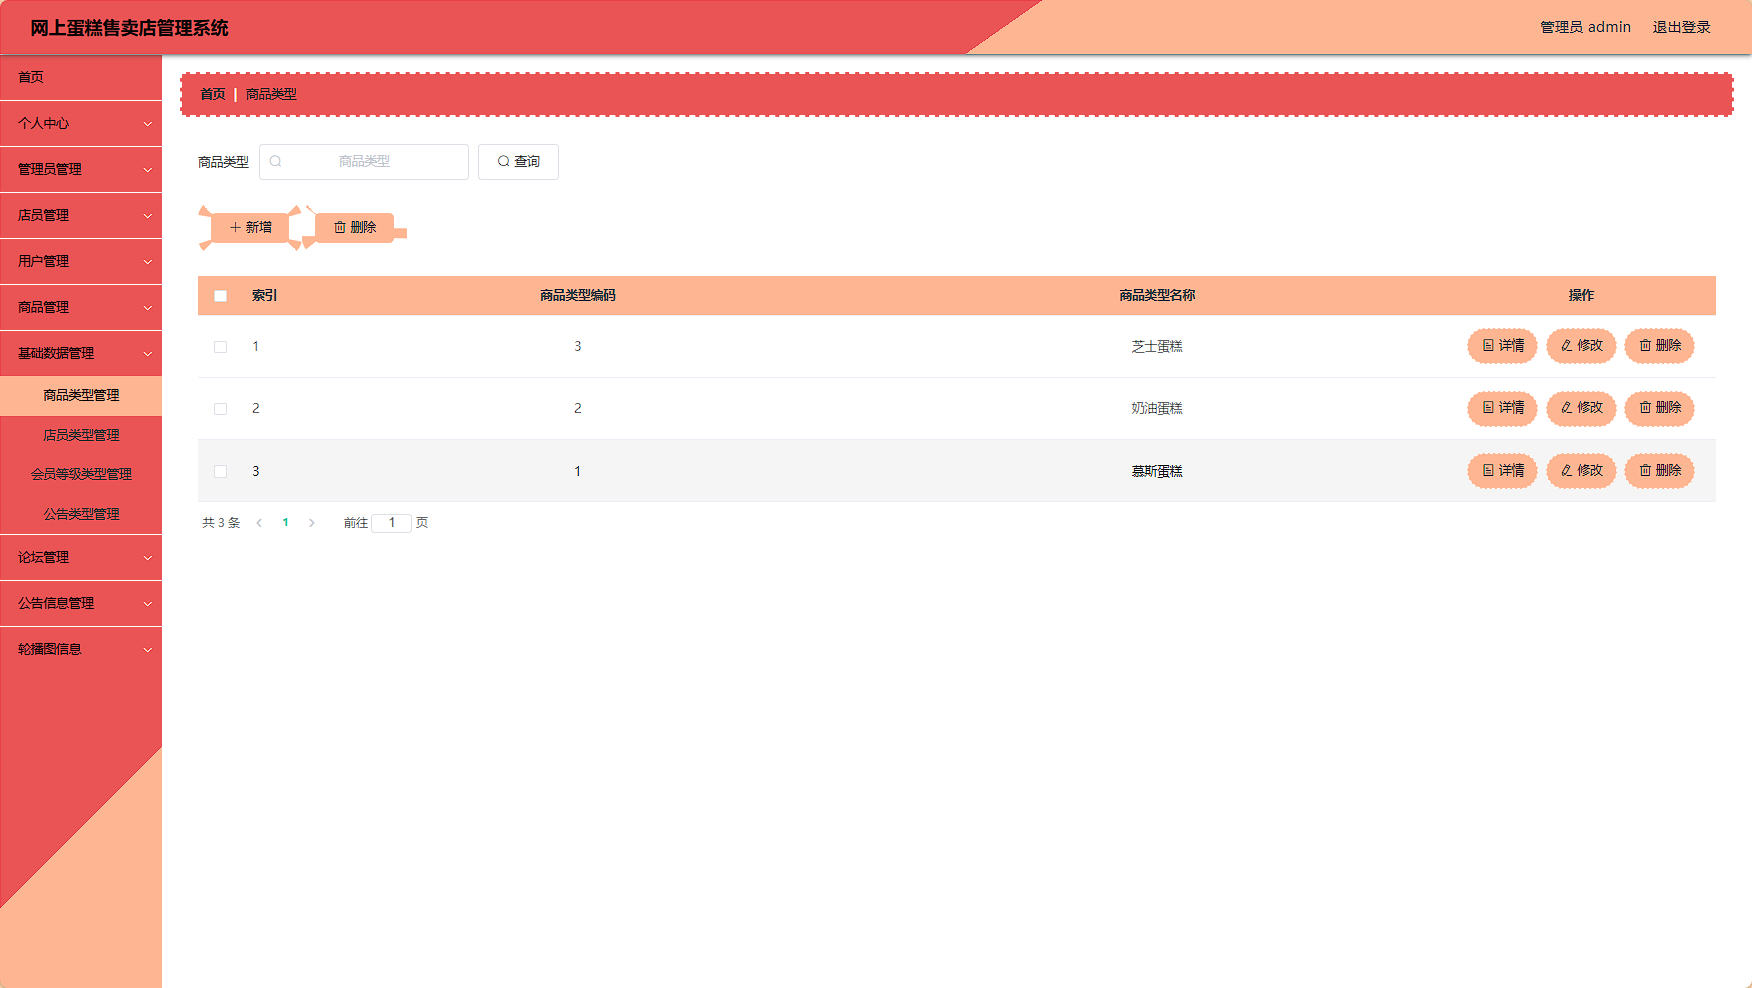 网上蛋糕售卖店管理系统
管理员 admin 退出登录
首页
个人中心
管理员管理
店员管理
用户管理
商品管理
基础数据管理
商品类型管理
店员类型管理
会员等级类型管理
公告类型管理
论坛管理
公告信息管理
轮播图信息
首页 | 商品类型
商品类型 商品类型 查询
新增 删除
索引 商品类型编码 商品类型名称 操作
1 3 芝士蛋糕 详情 修改 删除
2 2 奶油蛋糕 详情 修改 删除
3 1 慕斯蛋糕 详情 修改 删除
共 3 条 1 前往 1 页